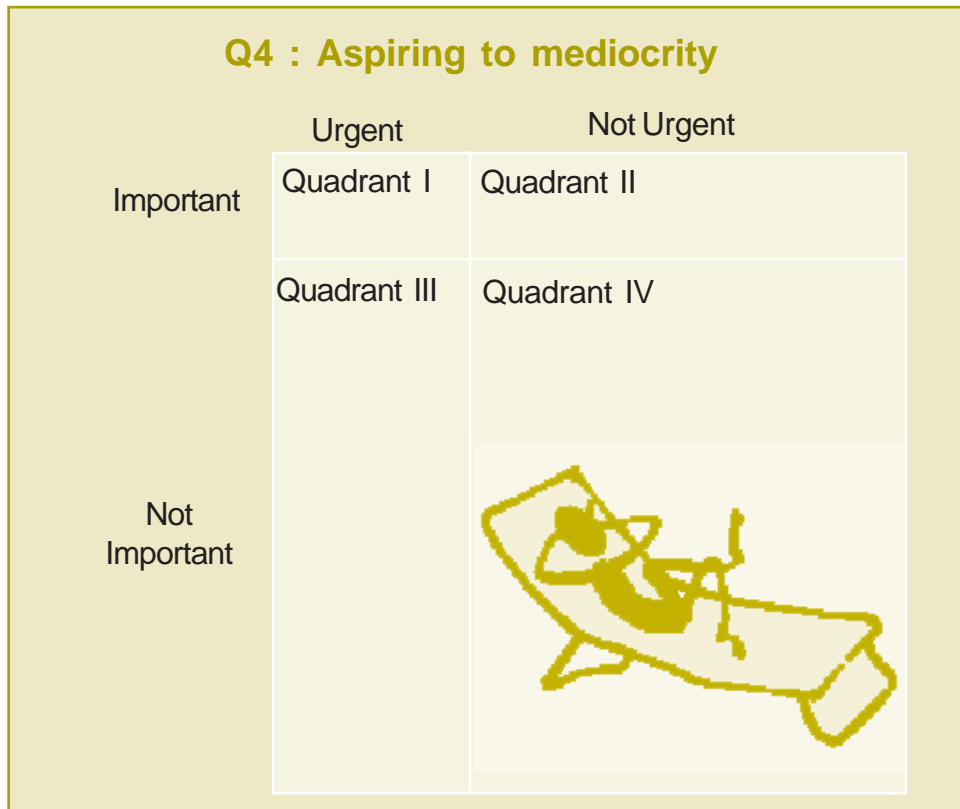 Q4 : Aspiring to mediocrity
Urgent
Not Urgent
Important
Quadrant I
Quadrant II
Quadrant III
Quadrant IV
Not
Important